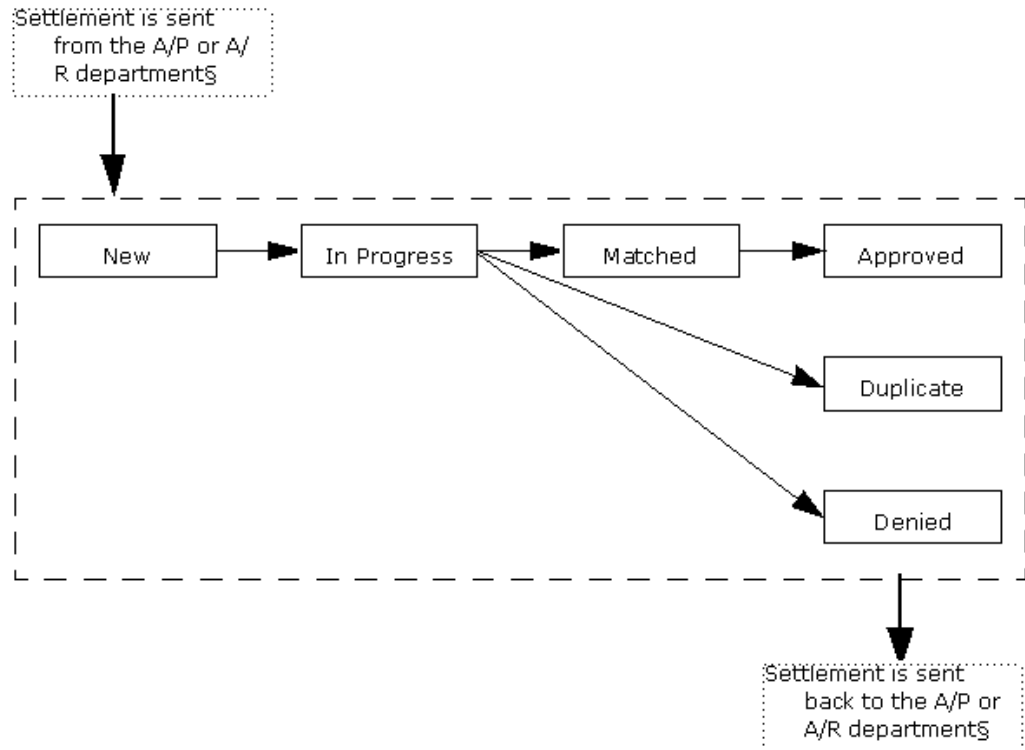 Settlement is sent
from the A/P or A/
R department§
New
In Progress
Matched
Approved
Duplicate
Denied
Settlement is sent
back to the A/P or
A/R department§